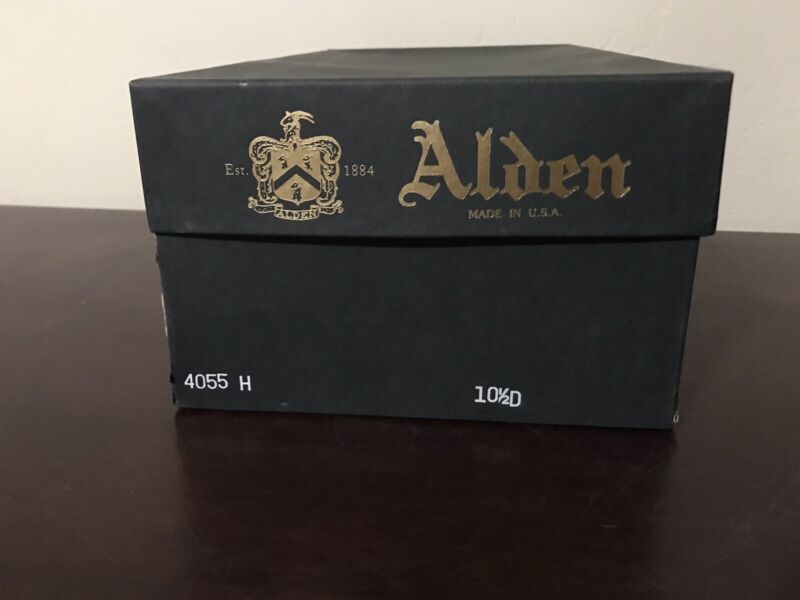 Est. 1884
ALDEN
Alden
MADE IN U.S.A.
4055 H
10½D